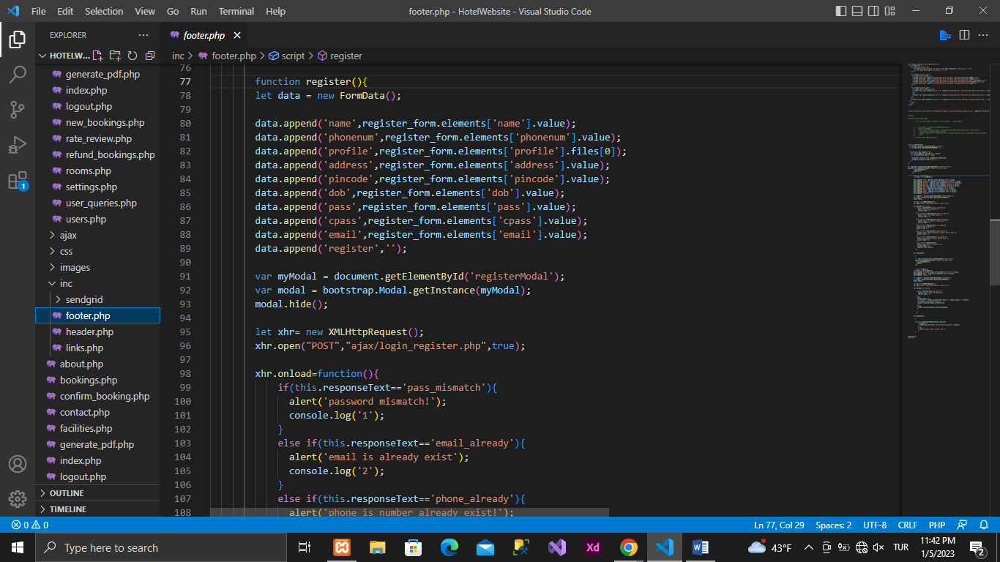 File Edit Selection View Go Run Terminal Help
footer.php - HotelWebsite - Visual Studio Code
EXPLORER
HOTELW...
generate_pdf.php
index.php
logout.php
new_bookings.php
rate_review.php
refund_bookings.php
rooms.php
settings.php
user_queries.php
users.php
ajax
css
images
inc
sendgrid
footer.php
header.php
links.php
about.php
bookings.php
confirm_booking.php
contact.php
facilities.php
generate_pdf.php
index.php
logout.php
OUTLINE
TIMELINE
1
footer.php
inc > footer.php > script > register
76
77 function register(){
78 let data = new FormData();
79
80 data.append('name',register_form.elements['name'].value);
81 data.append('phonenum',register_form.elements['phonenum'].value);
82 data.append('profile',register_form.elements['profile'].files[0]);
83 data.append('address',register_form.elements['address'].value);
84 data.append('pincode',register_form.elements['pincode'].value);
85 data.append('dob',register_form.elements['dob'].value);
86 data.append('pass',register_form.elements['pass'].value);
87 data.append('cpass',register_form.elements['cpass'].value);
88 data.append('email',register_form.elements['email'].value);
89 data.append('register','');
90
91 var myModal = document.getElementById('registerModal');
92 var modal = bootstrap.Modal.getInstance(myModal);
93 modal.hide();
94
95 let xhr= new XMLHttpRequest();
96 xhr.open("POST","ajax/login_register.php",true);
97
98 xhr.onload=function(){
99 if(this.responseText=='pass_mismatch'){
100 alert('password mismatch!');
101 console.log('1');
102 }
103 else if(this.responseText=='email_already'){
104 alert('email is already exist');
105 console.log('2');
106 }
107 else if(this.responseText=='phone_already'){
108 alert('phone is number already exist!');
0 0
Ln 77, Col 29 Spaces: 2 UTF-8 CRLF PHP
Type here to search
Xd
43°F
TUR
11:42 PM
1/5/2023
2